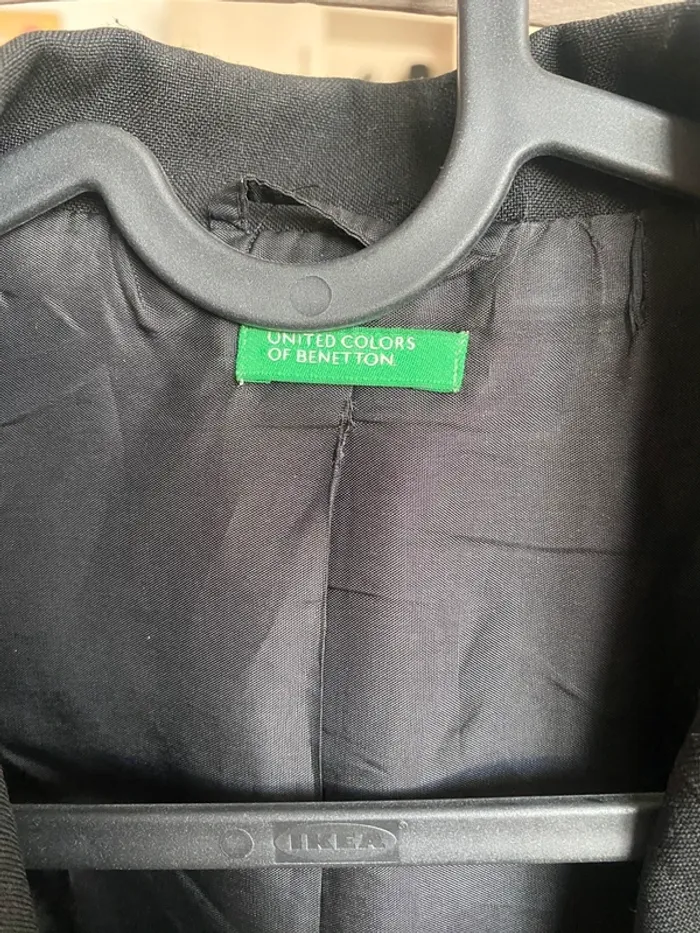 UNITED COLORS
OF BENETTON.
IKEA